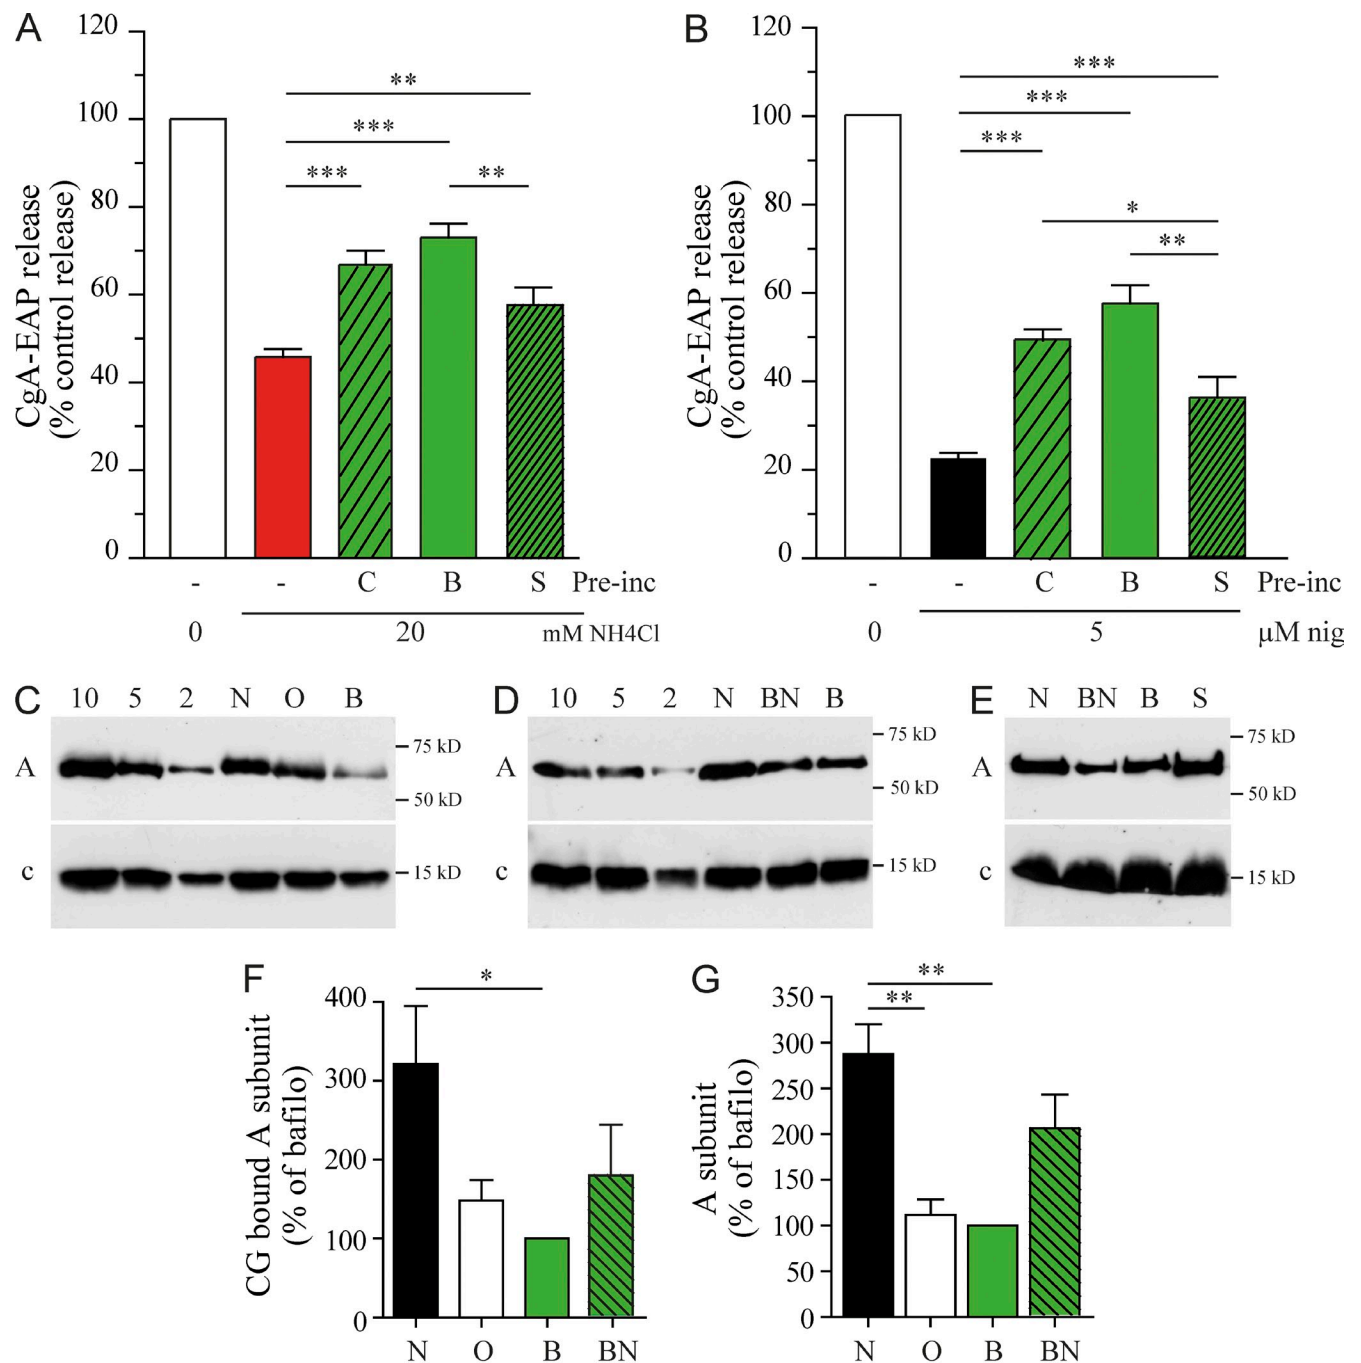 A
CgA-EAP release
(% control release)
120
100
80
60
40
20
0
**
***
***
**
- - C B S Pre-inc
0 20 mM NH4Cl
B
CgA-EAP release
(% control release)
120
100
80
60
40
20
0
***
***
***
*
**
- - C B S Pre-inc
0 5 µM nig
C 10 5 2 N O B
A
75 kD
50 kD
c
15 kD
D 10 5 2 N BN B
A
75 kD
50 kD
c
15 kD
E N BN B S
A
75 kD
50 kD
c
15 kD
F
CG bound A subunit
(% of bafilo)
400
300
200
100
0
*
N O B BN
G
A subunit
(% of bafilo)
350
300
250
200
150
100
50
0
**
**
N O B BN